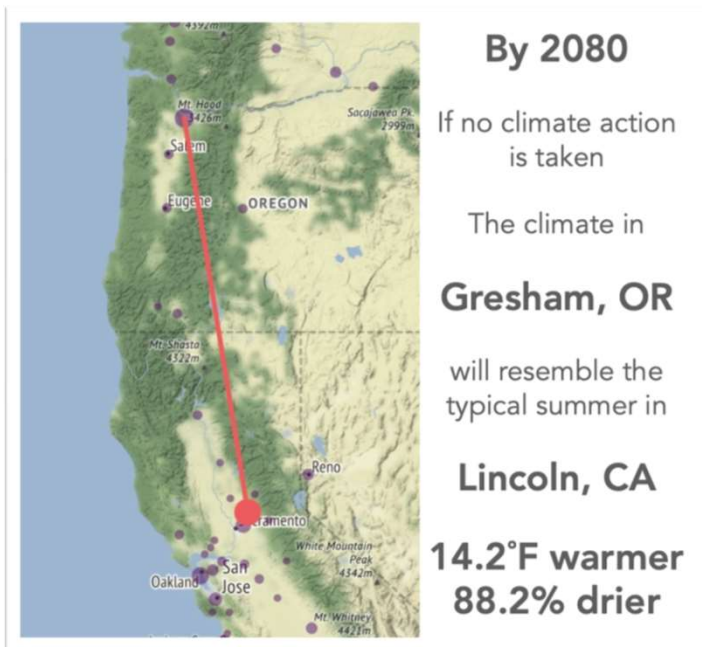 4392m
Mt. Hood
3426m
Salem
Sacajawea Pk.
2999m
Eugene
OREGON
Mt Shasta
4322m
Reno
cramento
White Mountain
Peak
4342m
Oakland
San
Jose
Mt. Whitney
4421m
By 2080
If no climate action
is taken
The climate in
Gresham, OR
will resemble the
typical summer in
Lincoln, CA
14.2°F warmer
88.2% drier